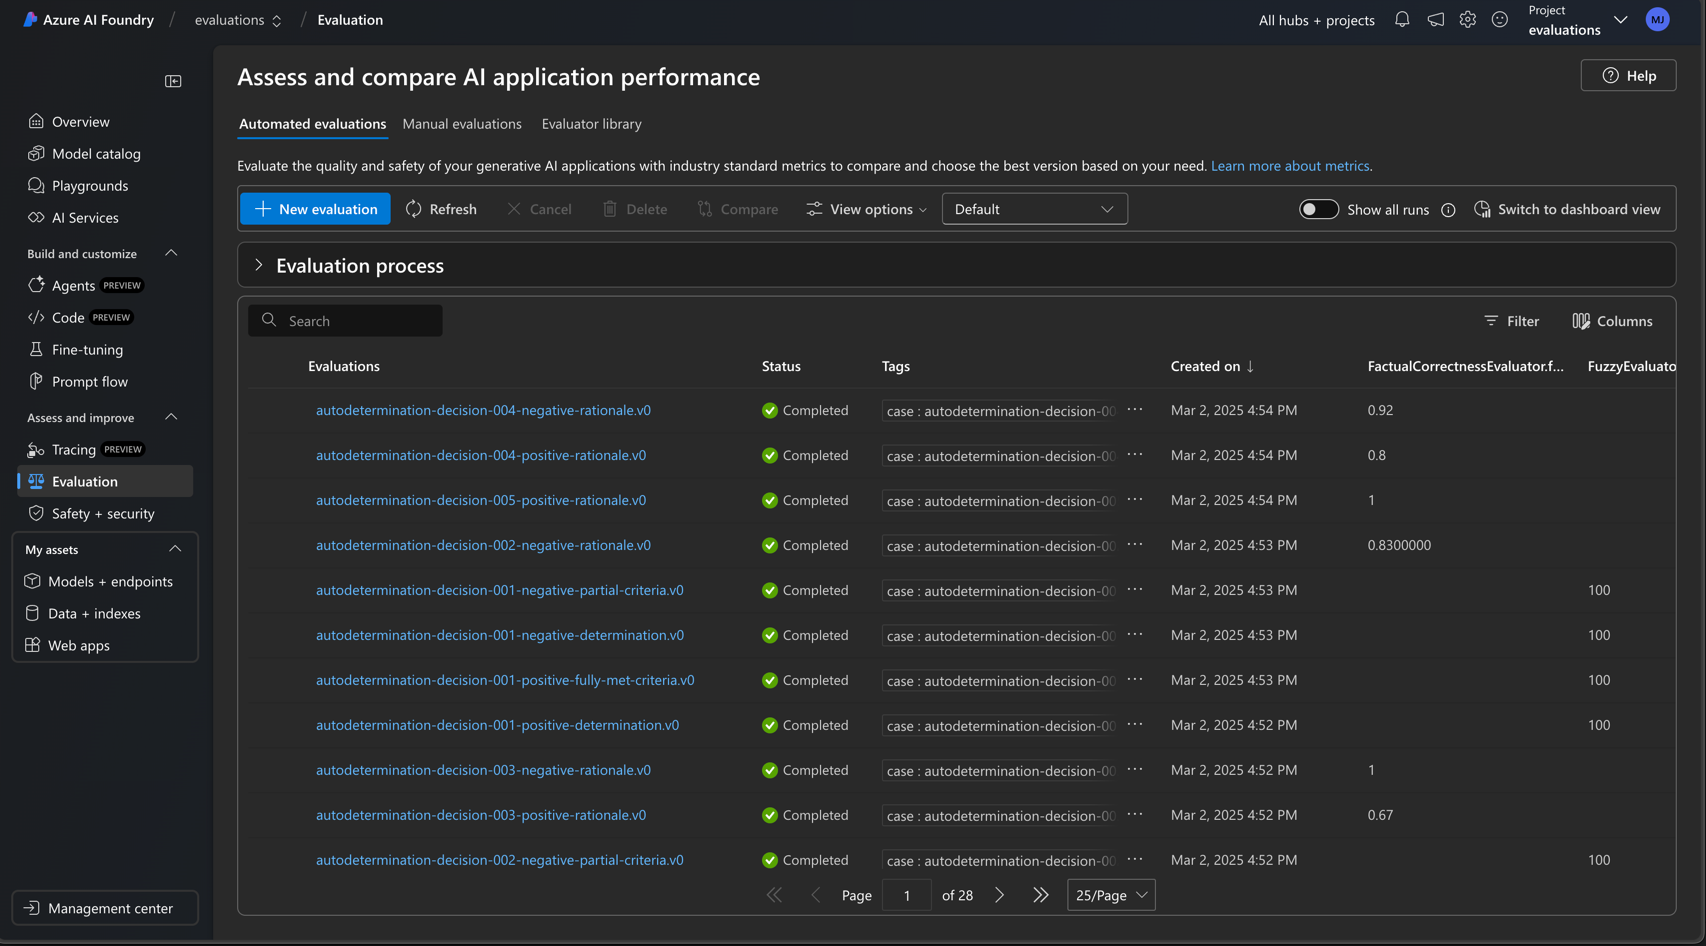 Azure AI Foundry / evaluations / Evaluation
All hubs + projects
Project
evaluations
MJ
Assess and compare AI application performance
Help
Automated evaluations Manual evaluations Evaluator library
Evaluate the quality and safety of your generative AI applications with industry standard metrics to compare and choose the best version based on your need. Learn more about metrics.
New evaluation Refresh Cancel Delete Compare View options Default Show all runs Switch to dashboard view
Evaluation process
Search
Filter Columns
Evaluations Status Tags Created on ↓ FactualCorrectnessEvaluator.f... FuzzyEvaluato
autodetermination-decision-004-negative-rationale.v0 Completed case : autodetermination-decision-00 ... Mar 2, 2025 4:54 PM 0.92
autodetermination-decision-004-positive-rationale.v0 Completed case : autodetermination-decision-00 ... Mar 2, 2025 4:54 PM 0.8
autodetermination-decision-005-positive-rationale.v0 Completed case : autodetermination-decision-00 ... Mar 2, 2025 4:54 PM 1
autodetermination-decision-002-negative-rationale.v0 Completed case : autodetermination-decision-00 ... Mar 2, 2025 4:53 PM 0.8300000
autodetermination-decision-001-negative-partial-criteria.v0 Completed case : autodetermination-decision-00 ... Mar 2, 2025 4:53 PM 100
autodetermination-decision-001-negative-determination.v0 Completed case : autodetermination-decision-00 ... Mar 2, 2025 4:53 PM 100
autodetermination-decision-001-positive-fully-met-criteria.v0 Completed case : autodetermination-decision-00 ... Mar 2, 2025 4:53 PM 100
autodetermination-decision-001-positive-determination.v0 Completed case : autodetermination-decision-00 ... Mar 2, 2025 4:52 PM 100
autodetermination-decision-003-negative-rationale.v0 Completed case : autodetermination-decision-00 ... Mar 2, 2025 4:52 PM 1
autodetermination-decision-003-positive-rationale.v0 Completed case : autodetermination-decision-00 ... Mar 2, 2025 4:52 PM 0.67
autodetermination-decision-002-negative-partial-criteria.v0 Completed case : autodetermination-decision-00 ... Mar 2, 2025 4:52 PM 100
Page 1 of 28 25/Page
Overview
Model catalog
Playgrounds
AI Services
Build and customize
Agents PREVIEW
Code PREVIEW
Fine-tuning
Prompt flow
Assess and improve
Tracing PREVIEW
Evaluation
Safety + security
My assets
Models + endpoints
Data + indexes
Web apps
Management center